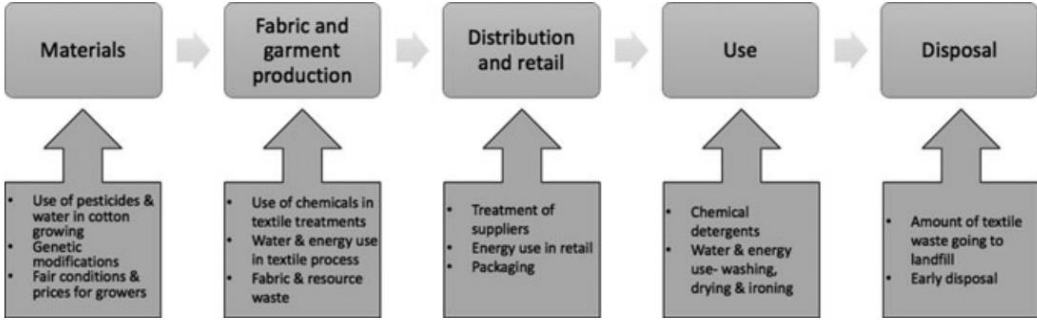 Materials
Fabric and
garment
production
Distribution
and retail
Use
Disposal
• Use of pesticides &
water in cotton
growing
• Genetic
modifications
• Fair conditions &
prices for growers
• Use of chemicals in
textile treatments
• Water & energy use
in textile process
• Fabric & resource
waste
• Treatment of
suppliers
• Energy use in retail
• Packaging
• Chemical
detergents
• Water & energy
use- washing,
drying & ironing
• Amount of textile
waste going to
landfill
• Early disposal